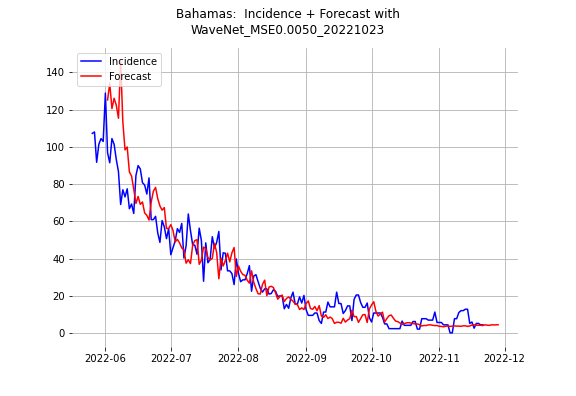 Bahamas:  Incidence + Forecast with
WaveNet_MSE0.0050_20221023
Incidence
Forecast
140
120
100
80
60
40
20
0
2022-06 2022-07 2022-08 2022-09 2022-10 2022-11 2022-12